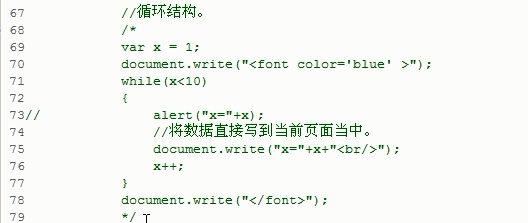 67 //循环结构。
68 /*
69 var x = 1;
70 document.write("<font color='blue' >");
71 while(x<10)
72 {
73// alert("x="+x);
74 //将数据直接写到当前页面当中。
75 document.write("x="+x+"<br/>");
76 x++;
77 }
78 document.write("</font>");
79 */